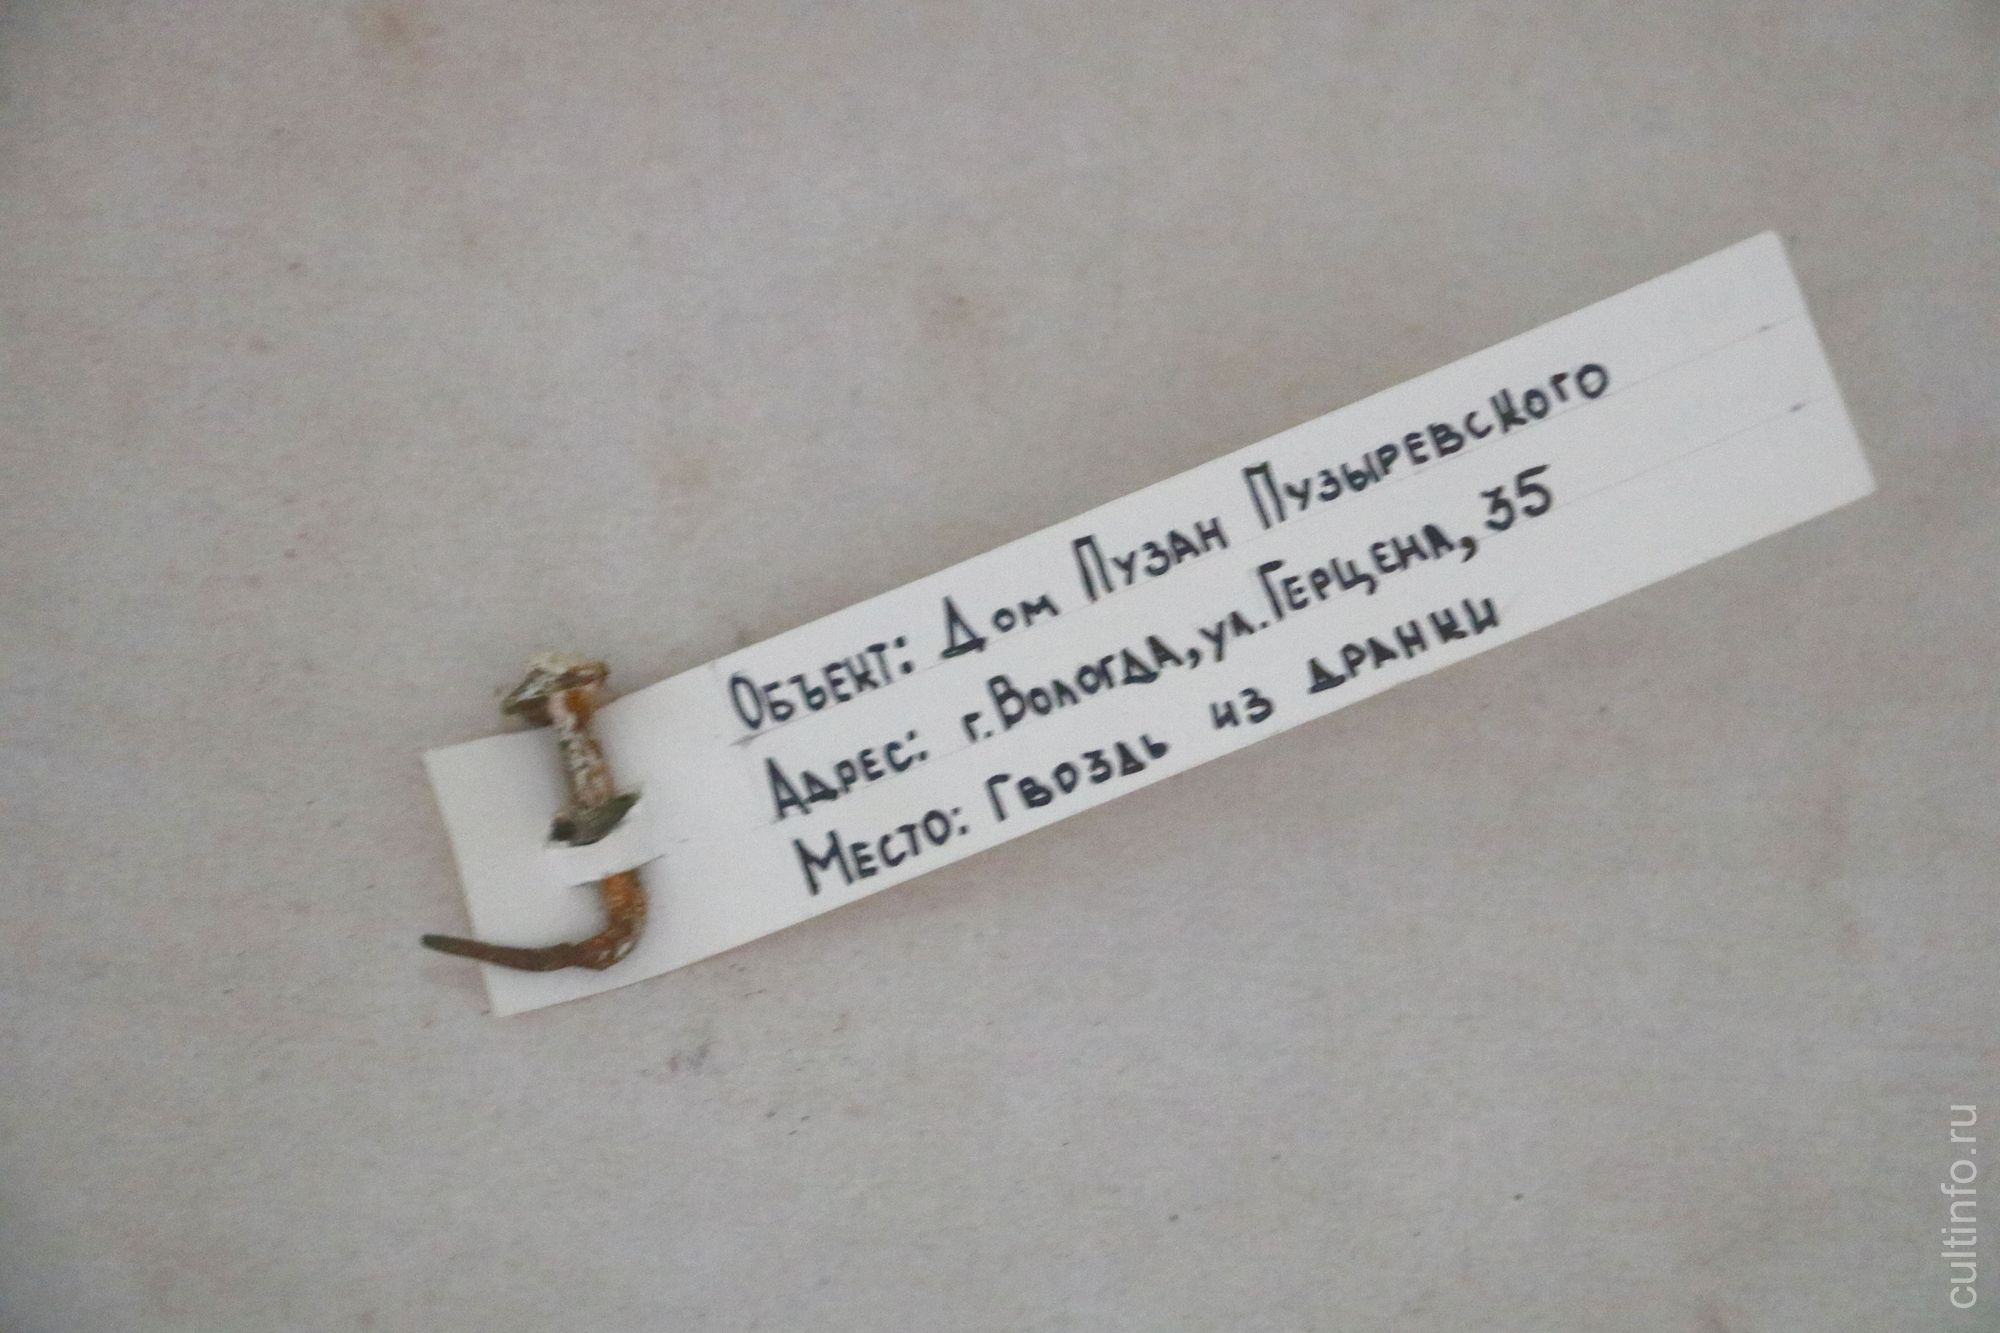 Объект: Дом Пузан Пузыревского
Адрес: г. Вологда, ул. Герцена, 35
Место: Гвоздь из дранки
cultinfo.ru